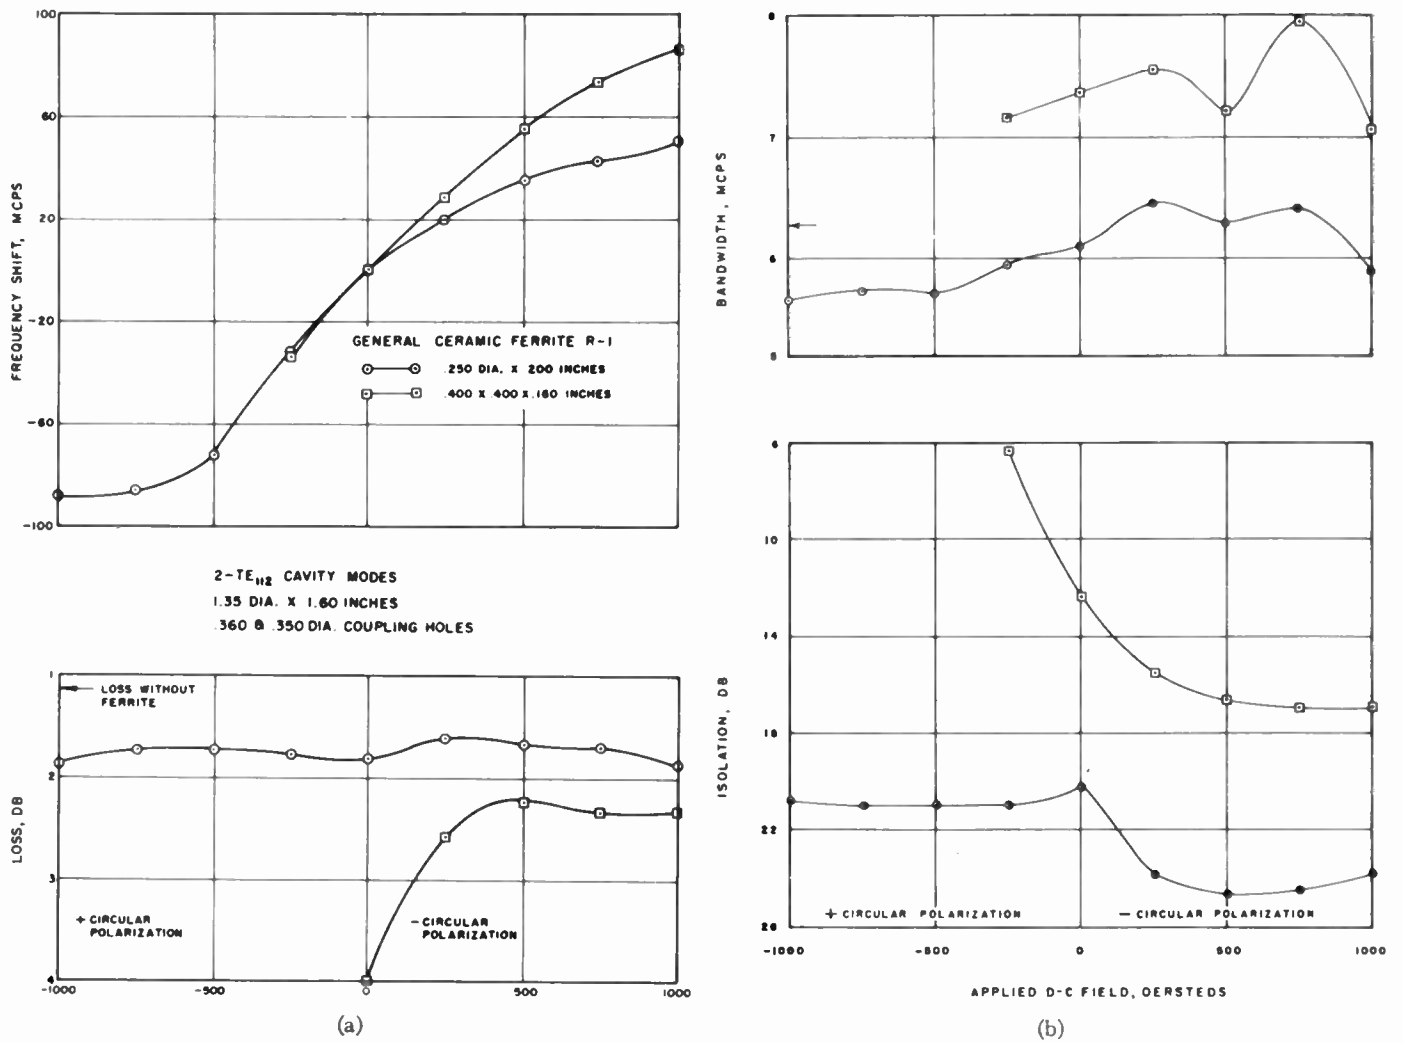 100
60
20
-20
-60
-100
FREQUENCY SHIFT, MCPS
GENERAL CERAMIC FERRITE R-1
.250 DIA. X 200 INCHES
.400 X .400 X .160 INCHES
2-TE112 CAVITY MODES
1.35 DIA. X 1.60 INCHES
.360 & .350 DIA. COUPLING HOLES
1
2
3
4
LOSS, DB
LOSS WITHOUT
FERRITE
+ CIRCULAR
POLARIZATION
- CIRCULAR
POLARIZATION
-1000
-500
0
500
1000
(a)
8
7
6
5
BANDWIDTH, MCPS
6
10
14
18
22
26
ISOLATION, DB
+ CIRCULAR POLARIZATION
- CIRCULAR POLARIZATION
-1000
-500
0
500
1000
APPLIED D-C FIELD, OERSTEDS
(b)